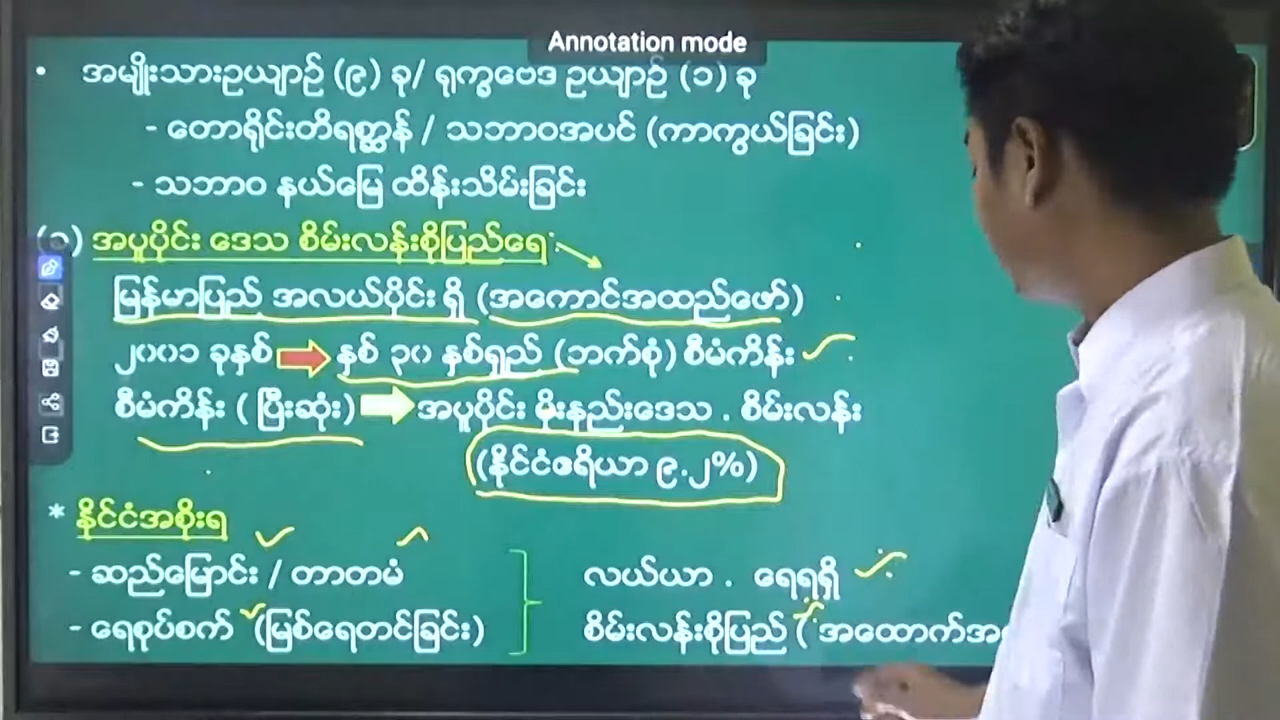 Annotation mode
• အမျိုးသားဥယျာဉ် (၉) ခု/ ရုက္ခဗေဒ ဥယျာဉ် (၁) ခု
- တောရိုင်းတိရစ္ဆာန် / သဘာဝအပင် (ကာကွယ်ခြင်း)
- သဘာဝ နယ်မြေ ထိန်းသိမ်းခြင်း
အပူပိုင်း ဒေသ စိမ်းလန်းစိုပြည်ရေး
မြန်မာပြည် အလယ်ပိုင်း ရှိ (အကောင်အထည်ဖော်)
၂၀၀၁ ခုနှစ် နှစ် ၃၀ နှစ်ရှည် (ဘက်စုံ) စီမံကိန်း
စီမံကိန်း ( ပြီးဆုံး) အပူပိုင်း မိုးနည်းဒေသ . စိမ်းလန်း
(နိုင်ငံဧရိယာ ၉.၂%)
* နိုင်ငံအစိုးရ
- ဆည်မြောင်း / တာတမံ လယ်ယာ . ရေရရှိ
- ရေစုပ်စက် (မြစ်ရေတင်ခြင်း) စိမ်းလန်းစိုပြည် (